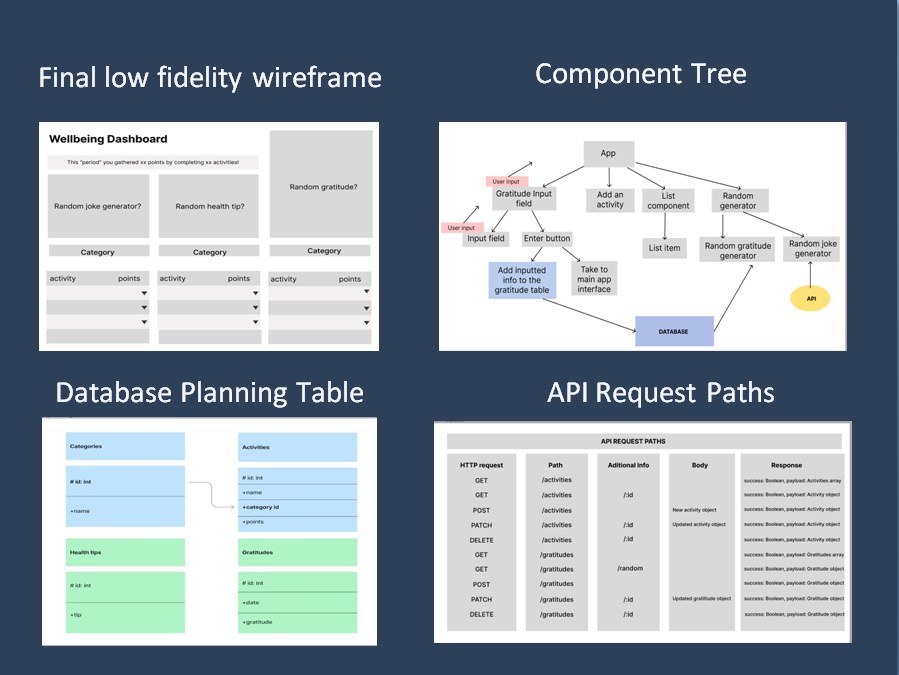 Final low fidelity wireframe
Wellbeing Dashboard
This "period" you gathered xx points by completing xx activities!
Random joke generator?
Random health tip?
Random gratitude?
Category
Category
Category
activity points
activity points
activity points
Component Tree
App
User input
Gratitude Input
field
Add an
activity
List
component
Random
generator
User input
Input field
Enter button
List item
Random gratitude
generator
Random joke
generator
Add inputted
info to the
gratitude table
Take to
main app
interface
API
DATABASE
Database Planning Table
Categories
# id: int
+name
Activities
# id: int
+name
+category id
+points
Health tips
# id: int
+tip
Gratitudes
# id: int
+date
+gratitude
API Request Paths
API REQUEST PATHS
HTTP request Path Aditional Info Body Response
GET /activities success: Boolean, payload: Activities array
GET /activities /:id success: Boolean, payload: Activity object
POST /activities New activity object success: Boolean, payload: Activity object
PATCH /activities /:id Updated activity object success: Boolean, payload: Activity object
DELETE /activities /:id success: Boolean, payload: Activity object
GET /gratitudes success: Boolean, payload: Gratitudes array
GET /gratitudes /random success: Boolean, payload: Gratitude object
POST /gratitudes success: Boolean, payload: Gratitude object
PATCH /gratitudes /:id Updated gratitude object success: Boolean, payload: Gratitude object
DELETE /gratitudes /:id success: Boolean, payload: Gratitude object